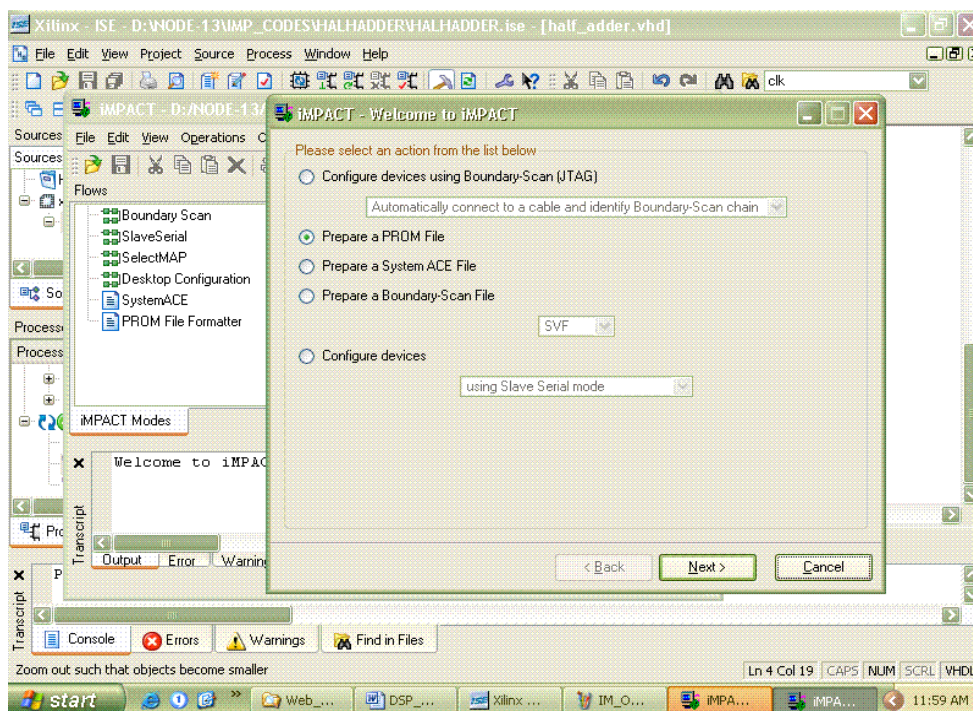 Xilinx - ISE - D:\NODE-13\IMP_CODES\HALHADDER\HALHADDER.ise - [half_adder.vhd]
File Edit View Project Source Process Window Help
clk
iMPACT - D:/NODE-13/
iMPACT - Welcome to iMPACT
Sources
File Edit View Operations
Sources
Flows
Boundary Scan
SlaveSerial
SelectMAP
Desktop Configuration
SystemACE
PROM File Formatter
iMPACT Modes
So
Process
Process
Please select an action from the list below
Configure devices using Boundary-Scan (JTAG)
Automatically connect to a cable and identify Boundary-Scan chain
Prepare a PROM File
Prepare a System ACE File
Prepare a Boundary-Scan File
SVF
Configure devices
using Slave Serial mode
< Back Next > Cancel
Welcome to iMPAC
Transcript
Output Error Warning
Pro
P
Transcript
Console Errors Warnings Find in Files
Zoom out such that objects become smaller
Ln 4 Col 19 CAPS NUM SCRL VHDL
start » Web_... DSP_... Xilinx ... IM_O... iMPA... iMPA... 11:59 AM